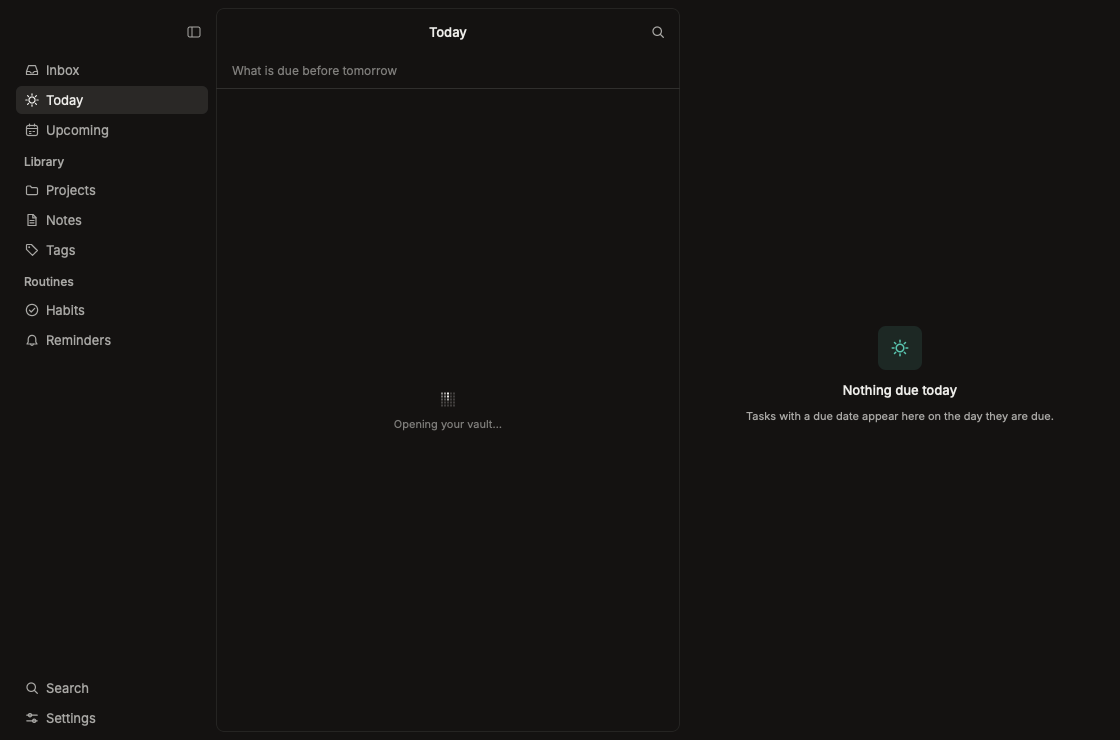 Inbox
Today
Upcoming
Library
Projects
Notes
Tags
Routines
Habits
Reminders
Search
Settings
Today
What is due before tomorrow
Opening your vault...
Nothing due today
Tasks with a due date appear here on the day they are due.